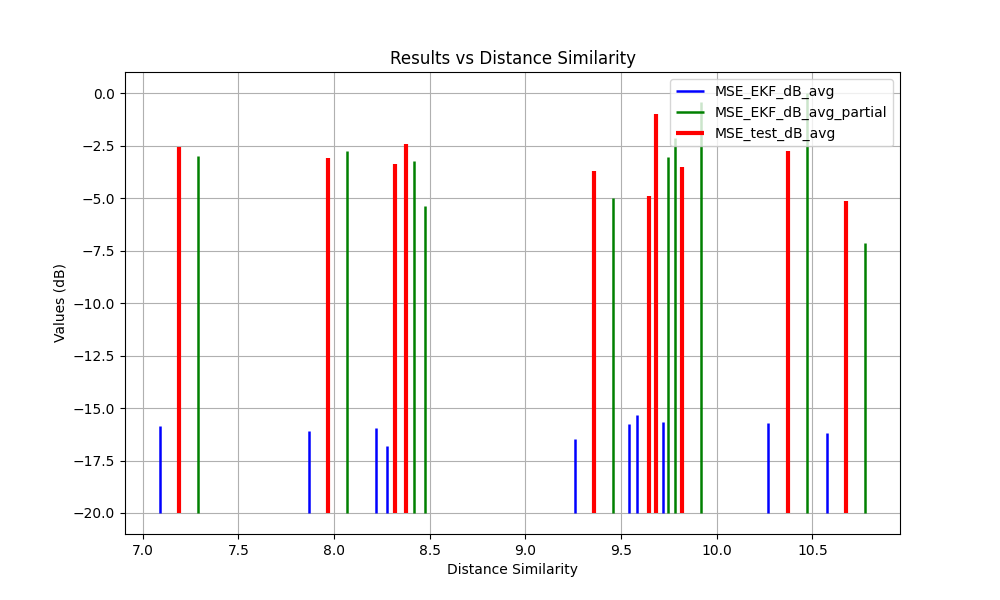 Results vs Distance Similarity
MSE_EKF_dB_avg
MSE_EKF_dB_avg_partial
MSE_test_dB_avg
Values (dB)
0.0
−2.5
−5.0
−7.5
−10.0
−12.5
−15.0
−17.5
−20.0
7.0 7.5 8.0 8.5 9.0 9.5 10.0 10.5
Distance Similarity